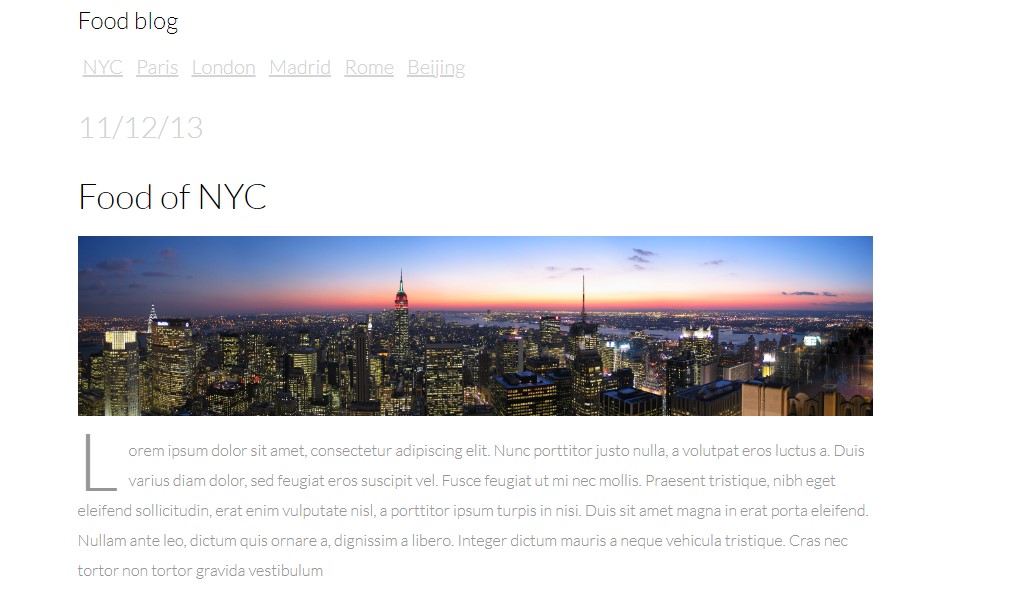 Food blog
NYC Paris London Madrid Rome Beijing
11/12/13
Food of NYC
Lorem ipsum dolor sit amet, consectetur adipiscing elit. Nunc porttitor justo nulla, a volutpat eros luctus a. Duis
varius diam dolor, sed feugiat eros suscipit vel. Fusce feugiat ut mi nec mollis. Praesent tristique, nibh eget
eleifend sollicitudin, erat enim vulputate nisl, a porttitor ipsum turpis in nisi. Duis sit amet magna in erat porta eleifend.
Nullam ante leo, dictum quis ornare a, dignissim a libero. Integer dictum mauris a neque vehicula tristique. Cras nec
tortor non tortor gravida vestibulum